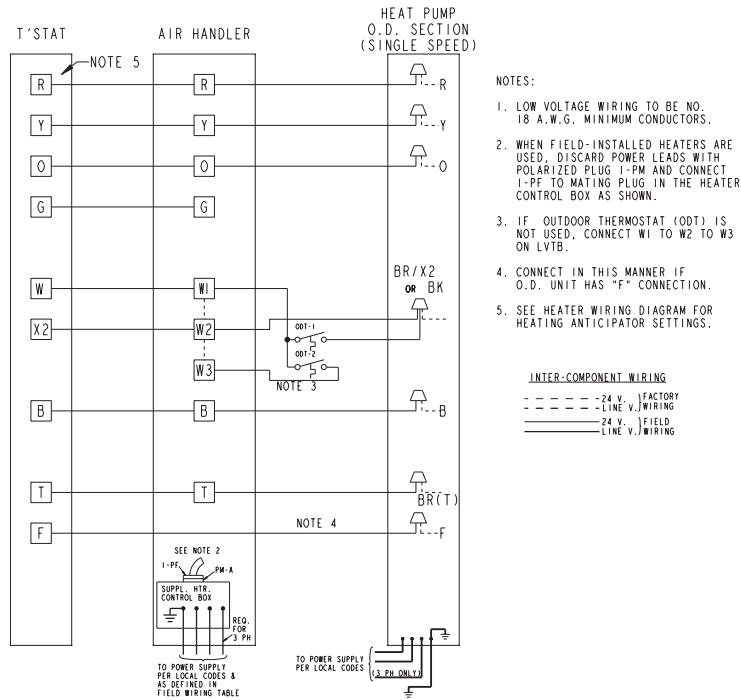 T'STAT
AIR HANDLER
HEAT PUMP
O.D. SECTION
(SINGLE SPEED)
NOTE 5
R R R
Y Y Y
O O O
G G
W W1
BR/X2
OR BK
X2 W2
ODT-1
ODT-2
W3
NOTE 3
B B B
T T
BR(T)
F NOTE 4 F
SEE NOTE 2
1-PF
PM-A
SUPPL. HTR.
CONTROL BOX
REQ.
FOR
3 PH
TO POWER SUPPLY
PER LOCAL CODES &
AS DEFINED IN
FIELD WIRING TABLE
TO POWER SUPPLY
PER LOCAL CODES
(3 PH ONLY)
NOTES:
1. LOW VOLTAGE WIRING TO BE NO.
18 A.W.G. MINIMUM CONDUCTORS.
2. WHEN FIELD-INSTALLED HEATERS ARE
USED, DISCARD POWER LEADS WITH
POLARIZED PLUG 1-PM AND CONNECT
1-PF TO MATING PLUG IN THE HEATER
CONTROL BOX AS SHOWN.
3. IF OUTDOOR THERMOSTAT (ODT) IS
NOT USED, CONNECT W1 TO W2 TO W3
ON LVTB.
4. CONNECT IN THIS MANNER IF
O.D. UNIT HAS "F" CONNECTION.
5. SEE HEATER WIRING DIAGRAM FOR
HEATING ANTICIPATOR SETTINGS.
INTER-COMPONENT WIRING
24 V. } FACTORY
LINE V. } WIRING
24 V. } FIELD
LINE V. } WIRING